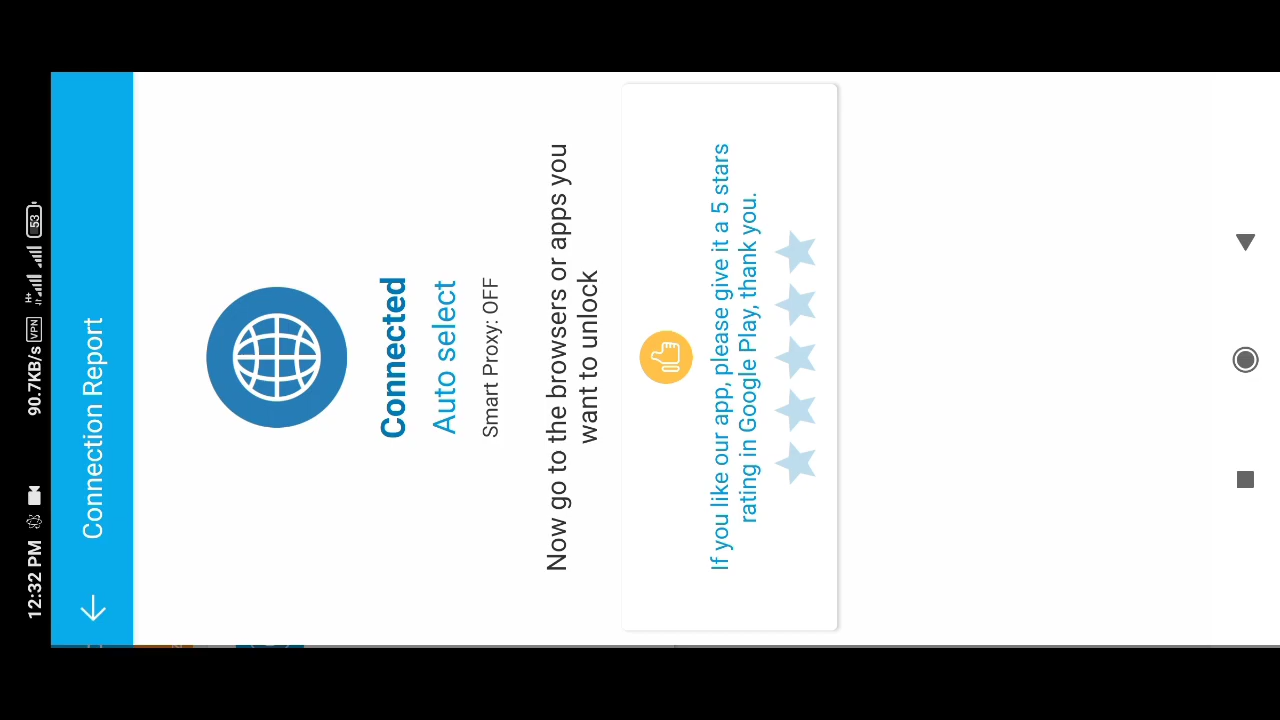 12:32 PM 90.7KB/s VPN 53
Connection Report
Connected
Auto select
Smart Proxy: OFF
Now go to the browsers or apps you
want to unlock
If you like our app, please give it a 5 stars
rating in Google Play, thank you.